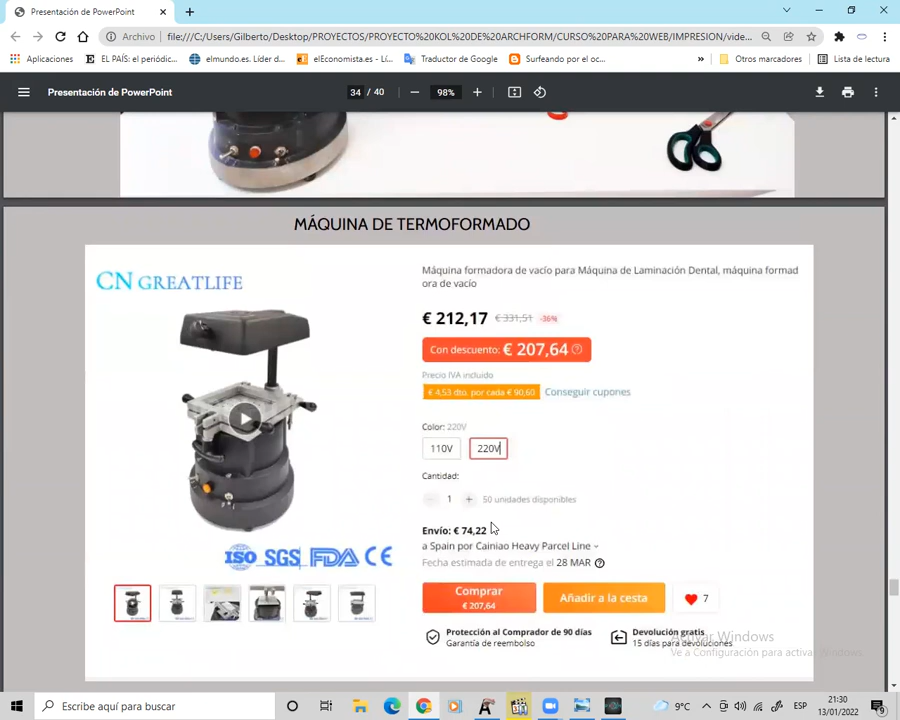 Presentación de PowerPoint
Archivo
file:///C:/Users/Gilberto/Desktop/PROYECTOS/PROYECTO%20KOL%20DE%20ARCHFORM/CURSO%20PARA%20WEB/IMPRESION/vide...
Aplicaciones
EL PAÍS: el periódic...
elmundo.es. Líder d...
elEconomista.es - L...
Traductor de Google
Surfeando por el oc...
»
Otros marcadores
Lista de lectura
Presentación de PowerPoint
34 / 40
98%
MÁQUINA DE TERMOFORMADO
CN GREATLIFE
ISO SGS FDA CE
Máquina formadora de vacío para Máquina de Laminación Dental, máquina formad
ora de vacío
€ 212,17 € 331,51 -36%
Con descuento: € 207,64
Precio IVA incluido
€ 4,53 dto. por cada € 90,60 Conseguir cupones
Color: 220V
110V 220V
Cantidad:
1 50 unidades disponibles
Envío: € 74,22
a Spain por Cainiao Heavy Parcel Line
Fecha estimada de entrega el 28 MAR
Comprar
€ 207,64
Añadir a la cesta
7
Protección al Comprador de 90 días
Garantía de reembolso
Devolución gratis
15 días para devoluciones
Activar Windows
Ve a Configuración para activar Windows.
Escribe aquí para buscar
9°C
ESP
21:30
13/01/2022